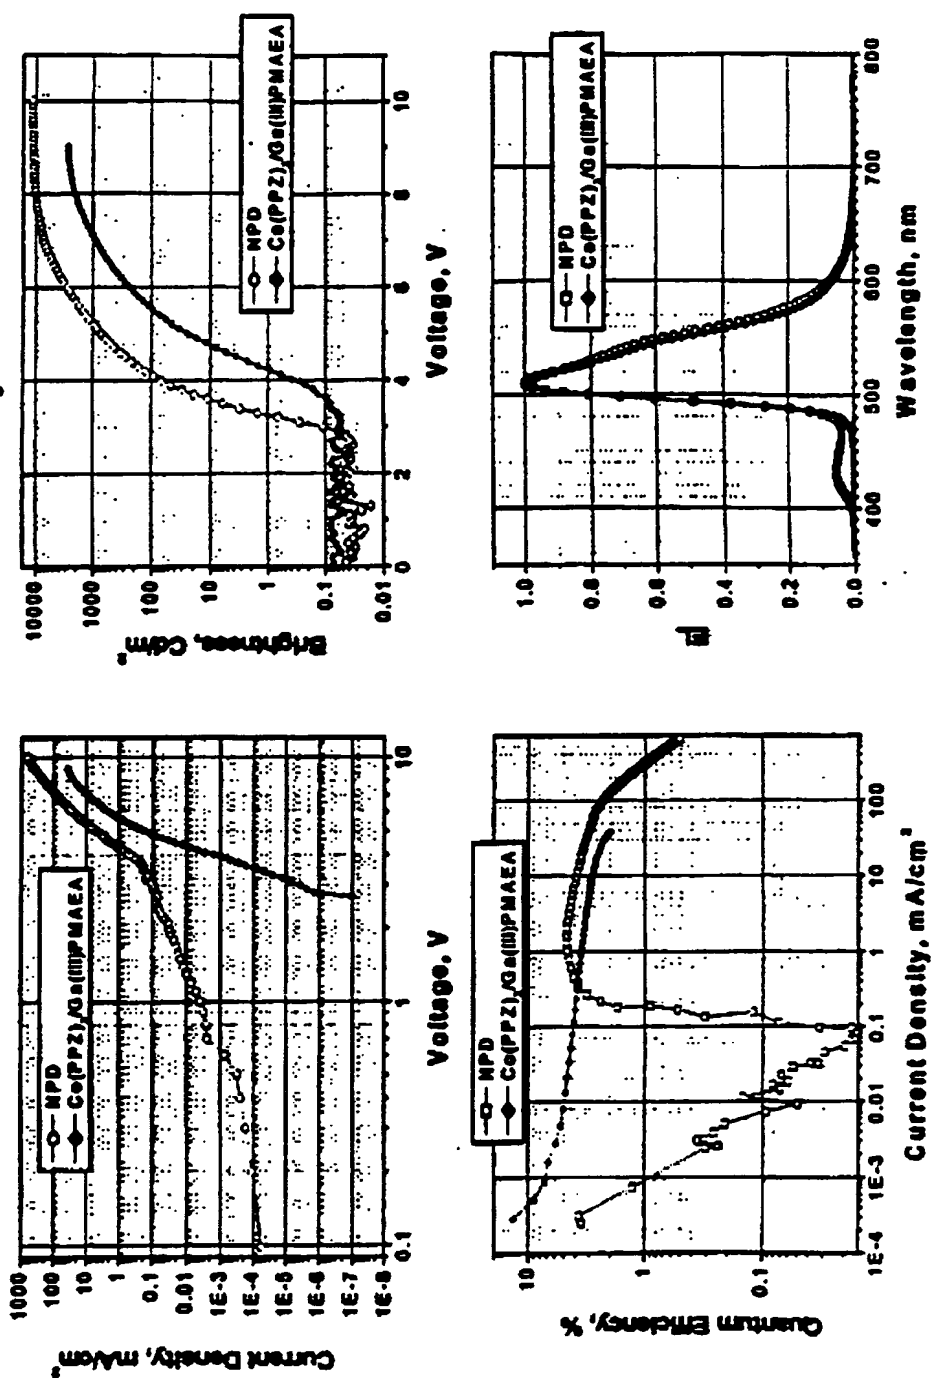 Current Density, mA/cm²
1000
100
10
1
0.1
0.01
1E-3
1E-4
1E-5
1E-6
1E-7
1E-8
NPD
Co(PPZ)₃/Ga(III)PMAEA
0.1 1 10
Voltage, V
Brightness, Cd/m²
10000
1000
100
10
1
0.1
0.01
NPD
Co(PPZ)₃/Ga(III)PMAEA
0 2 4 6 8 10
Voltage, V
Quantum Efficiency, %
10
1
0.1
NPD
Co(PPZ)₃/Ga(III)PMAEA
1E-4 1E-3 0.01 0.1 1 10 100
Current Density, mA/cm²
EL
1.0
0.8
0.6
0.4
0.2
0.0
NPD
Co(PPZ)₃/Ga(III)PMAEA
400 500 600 700 800
Wavelength, nm